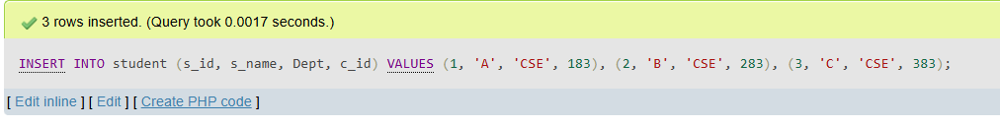 3 rows inserted. (Query took 0.0017 seconds.)
INSERT INTO student (s_id, s_name, Dept, c_id) VALUES (1, 'A', 'CSE', 183), (2, 'B', 'CSE', 283), (3, 'C', 'CSE', 383);
[ Edit inline ] [ Edit ] [ Create PHP code ]